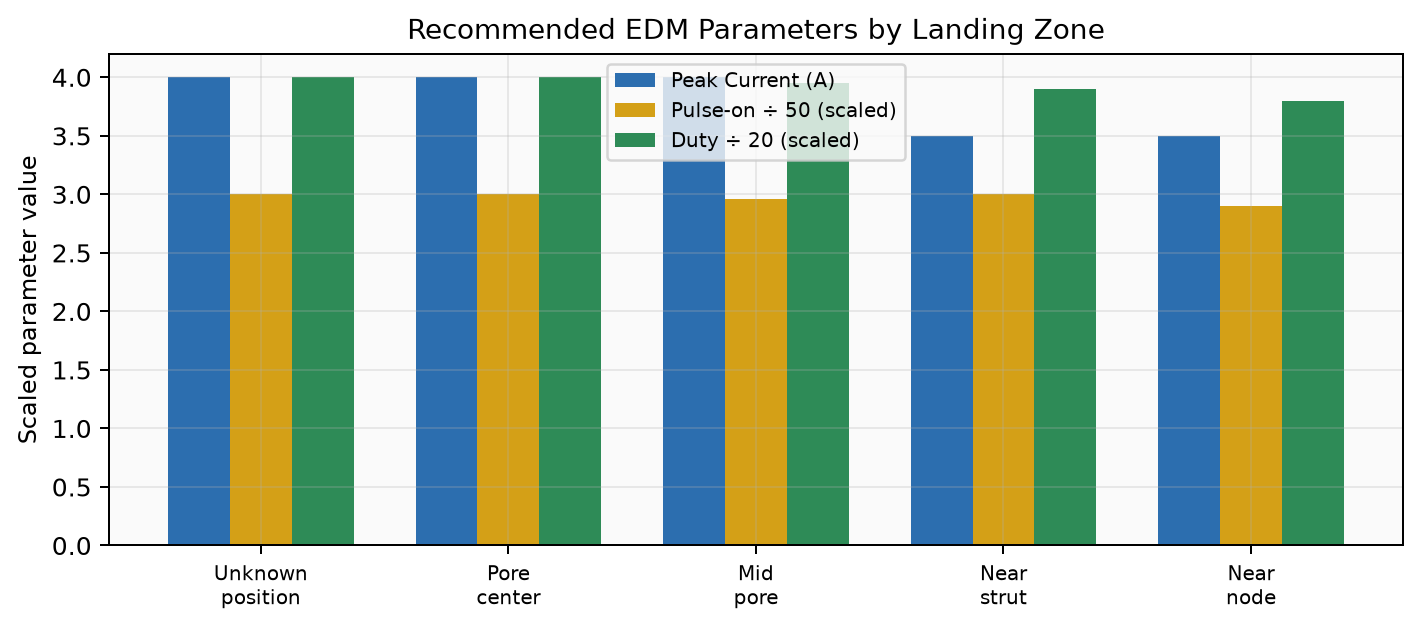 Recommended EDM Parameters by Landing Zone
Scaled parameter value
4.0
3.5
3.0
2.5
2.0
1.5
1.0
0.5
0.0
Peak Current (A)
Pulse-on ÷ 50 (scaled)
Duty ÷ 20 (scaled)
Unknown
position
Pore
center
Mid
pore
Near
strut
Near
node